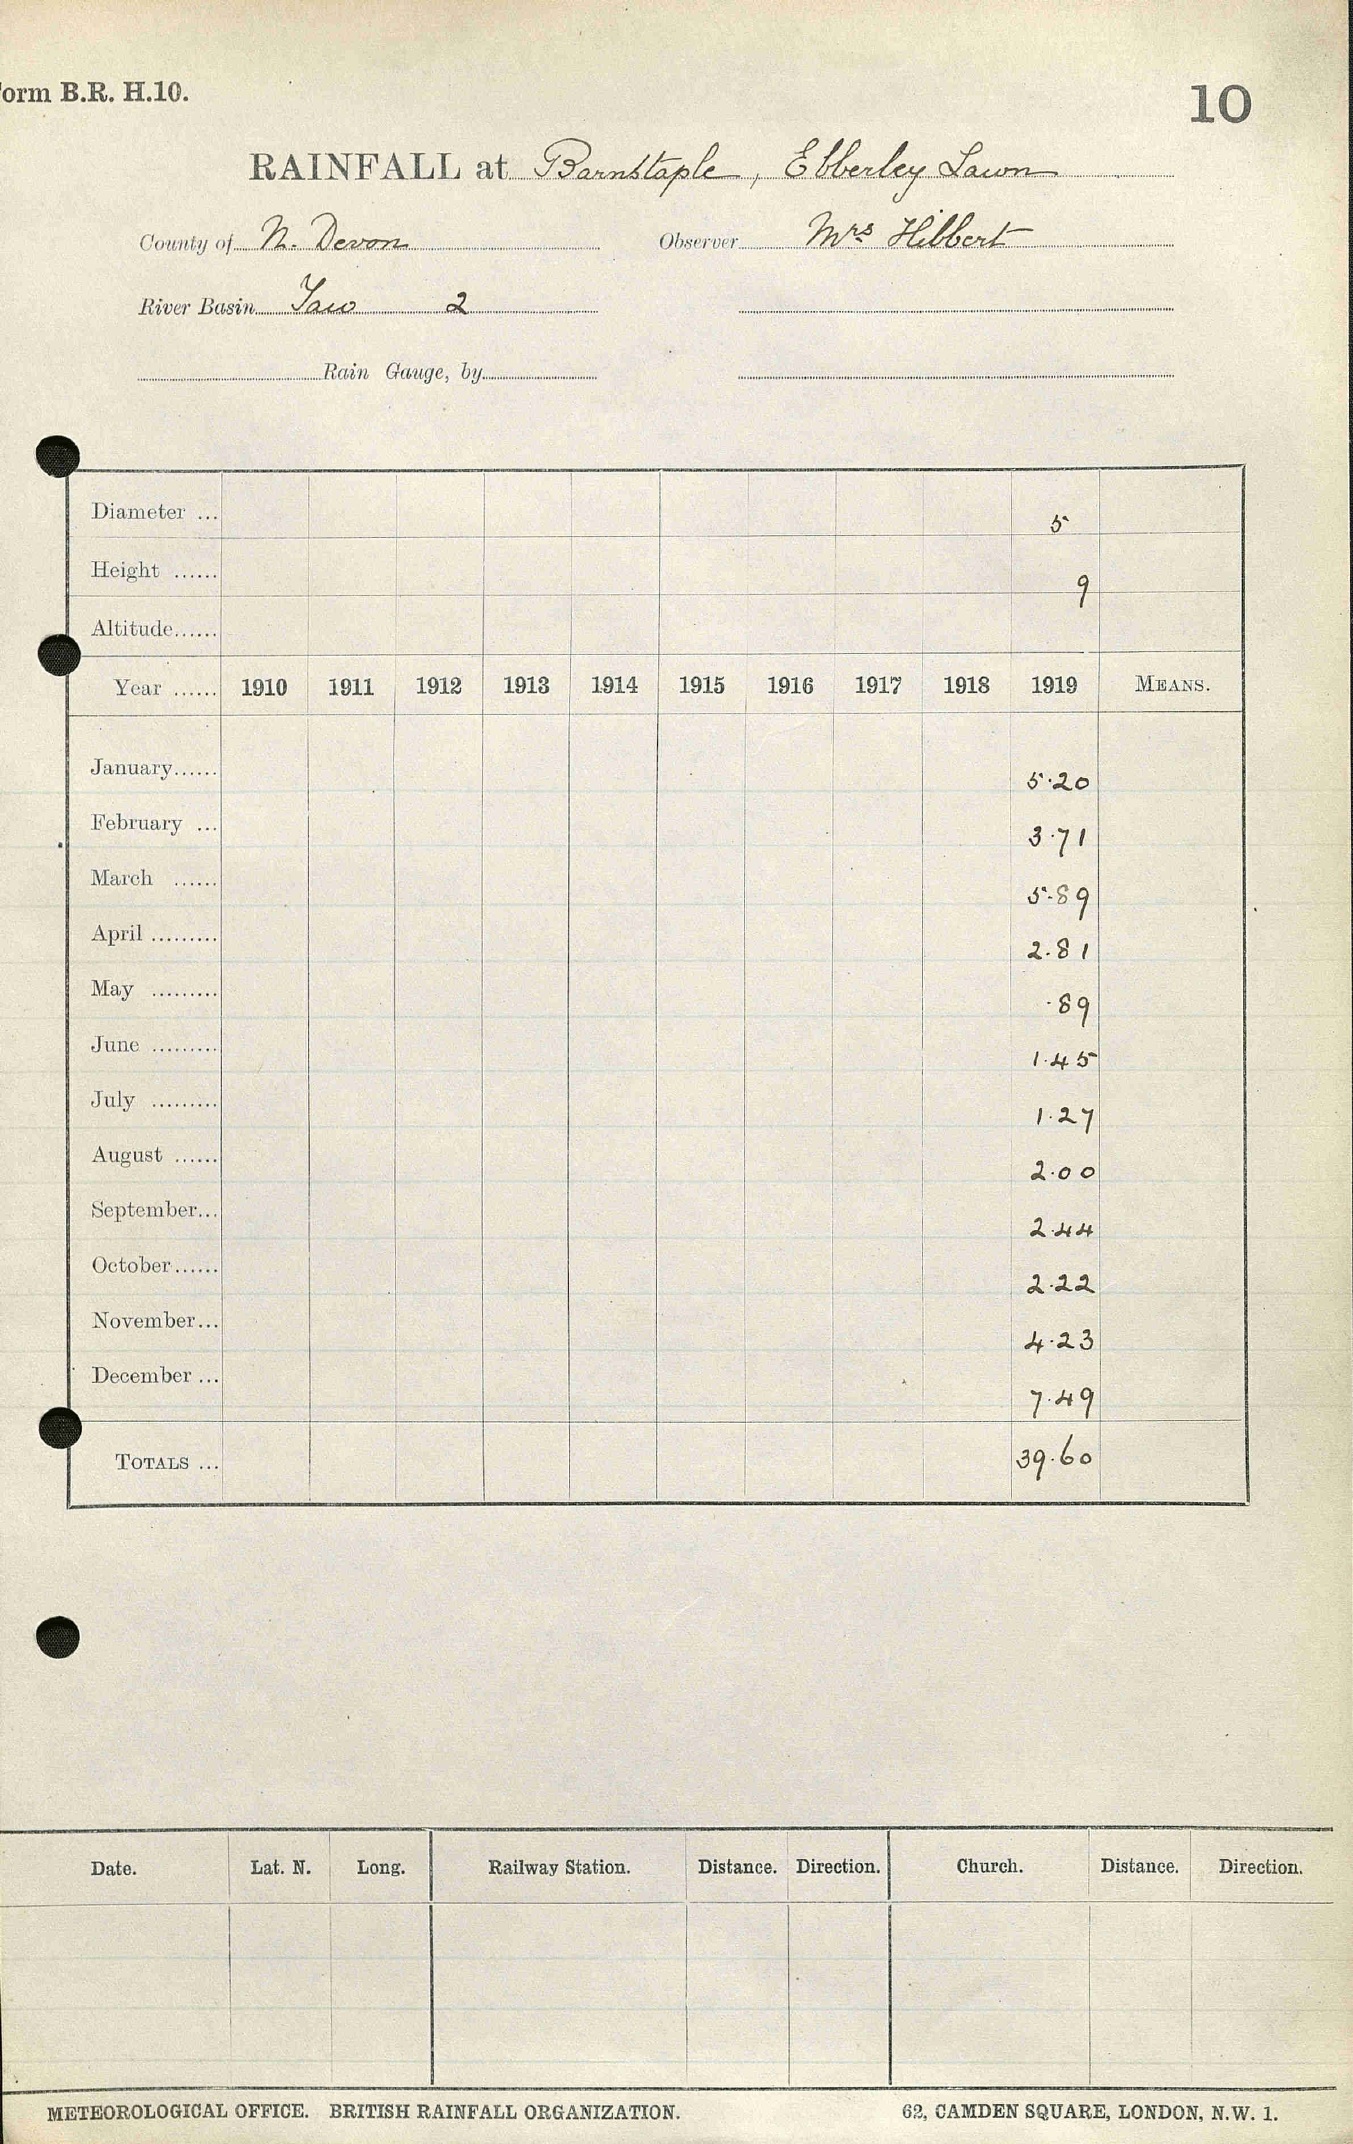 Form B.R. H.10.
10
RAINFALL at Barnstaple, Ebberley Lawn
County of N. Devon Observer Mrs Hibbert
River Basin Taw 2
Rain Gauge, by
Diameter ... 5
Height ...... 9
Altitude......
Year ...... 1910 1911 1912 1913 1914 1915 1916 1917 1918 1919 MEANS.
January...... 5.20
February ... 3.71
March ...... 5.89
April ......... 2.81
May ......... .89
June ......... 1.45
July ......... 1.27
August ...... 2.00
September... 2.44
October...... 2.22
November... 4.23
December ... 7.49
TOTALS ... 39.60
Date. Lat. N. Long. Railway Station. Distance. Direction. Church. Distance. Direction.
METEOROLOGICAL OFFICE. BRITISH RAINFALL ORGANIZATION. 62, CAMDEN SQUARE, LONDON, N.W. 1.